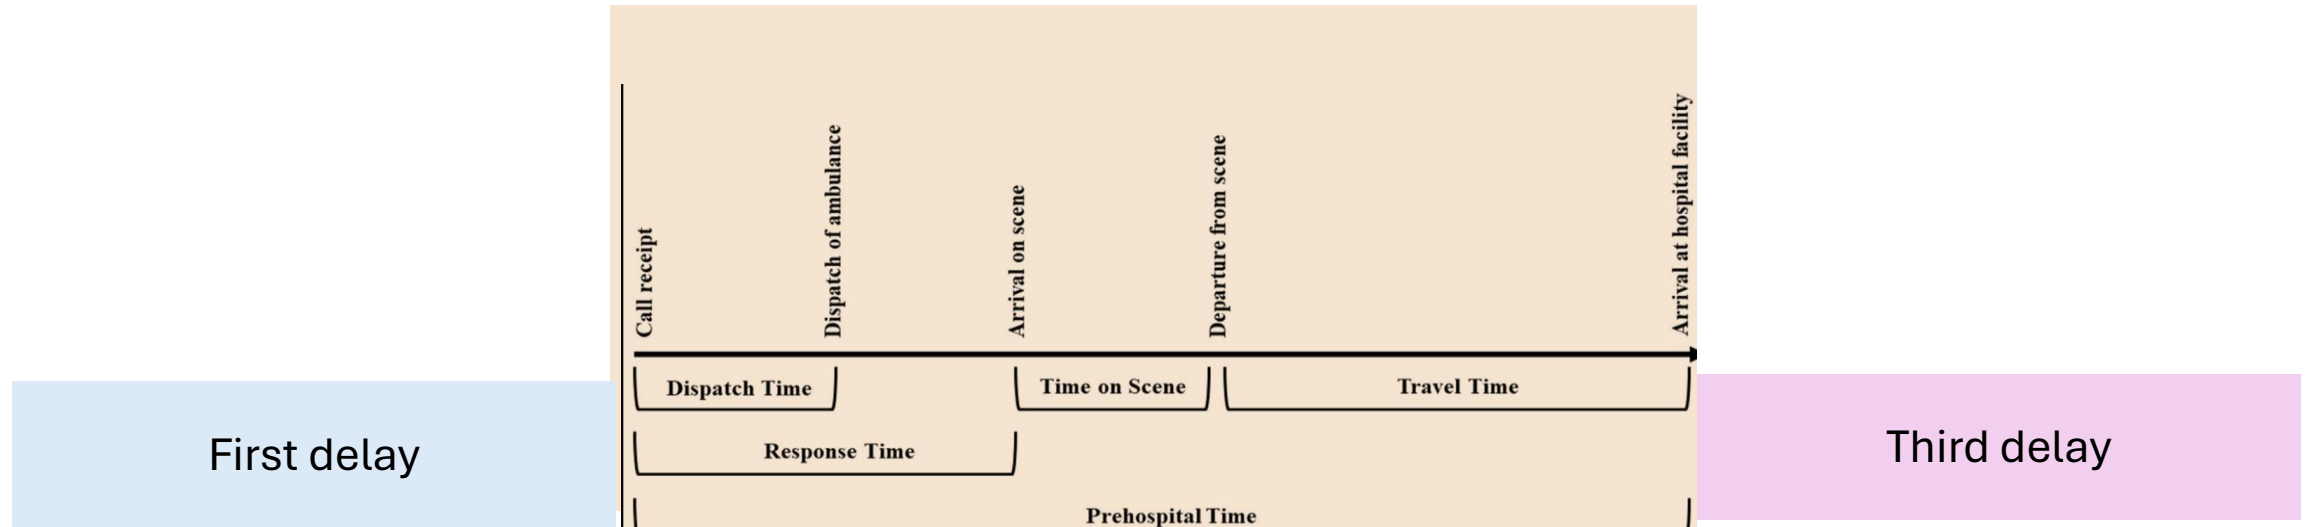 Call receipt
Dispatch of ambulance
Arrival on scene
Departure from scene
Arrival at hospital facility
Dispatch Time
Time on Scene
Travel Time
Response Time
Prehospital Time
First delay
Third delay